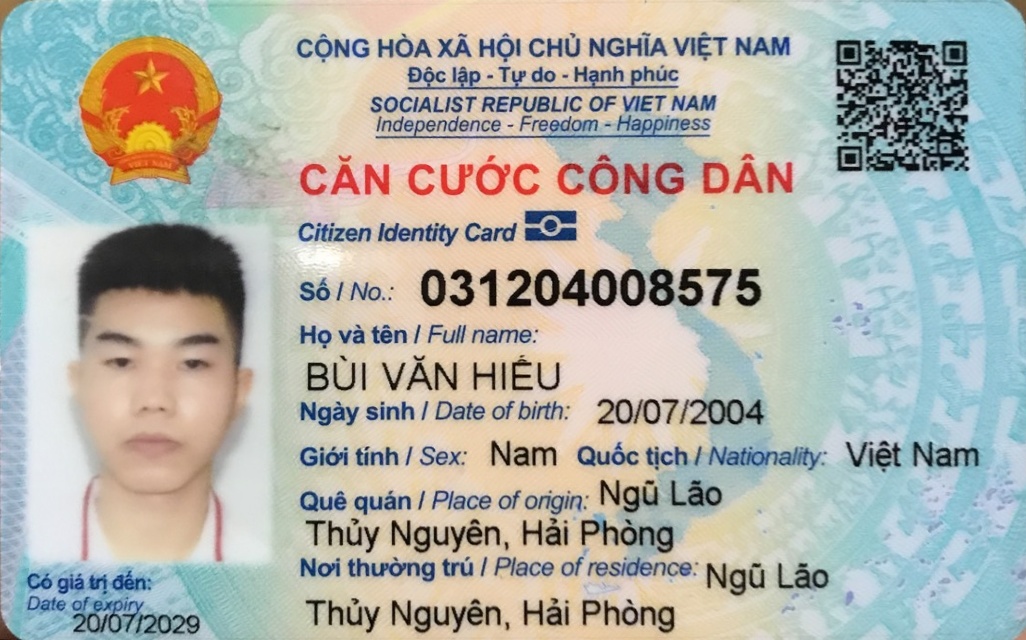 CỘNG HÒA XÃ HỘI CHỦ NGHĨA VIỆT NAM
Độc lập - Tự do - Hạnh phúc
SOCIALIST REPUBLIC OF VIET NAM
Independence - Freedom - Happiness
CĂN CƯỚC CÔNG DÂN
Citizen Identity Card
VIỆT NAM
Số / No.: 031204008575
Họ và tên / Full name:
BÙI VĂN HIẾU
Ngày sinh / Date of birth: 20/07/2004
Giới tính / Sex: Nam Quốc tịch / Nationality: Việt Nam
Quê quán / Place of origin: Ngũ Lão
Thủy Nguyên, Hải Phòng
Nơi thường trú / Place of residence: Ngũ Lão
Thủy Nguyên, Hải Phòng
Có giá trị đến:
Date of expiry
20/07/2029